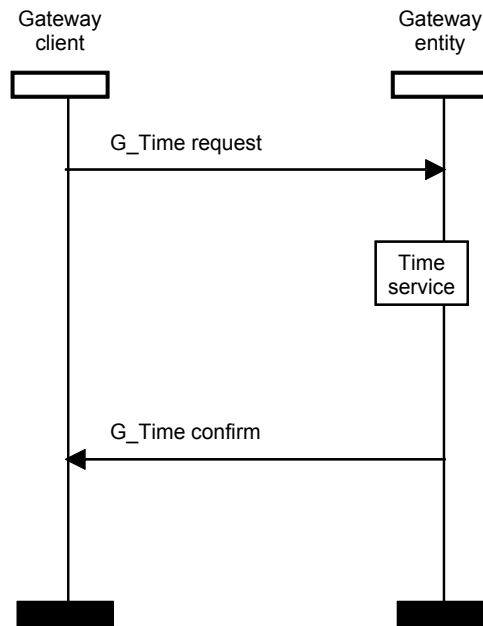 Gateway
client
Gateway
entity
G_Time request
Time
service
G_Time confirm